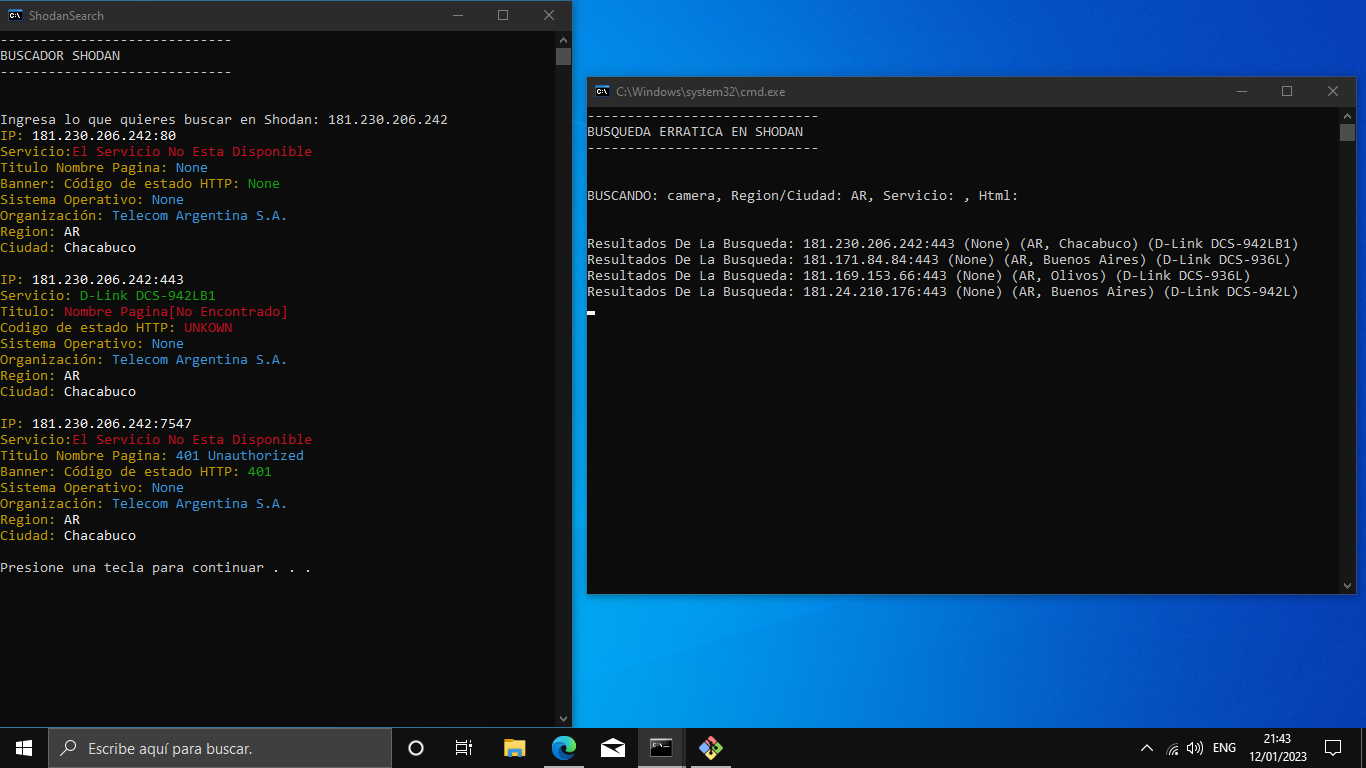 ShodanSearch
-----------------------------
BUSCADOR SHODAN
-----------------------------
Ingresa lo que quieres buscar en Shodan: 181.230.206.242
IP: 181.230.206.242:80
Servicio:El Servicio No Esta Disponible
Titulo Nombre Pagina: None
Banner: Código de estado HTTP: None
Sistema Operativo: None
Organización: Telecom Argentina S.A.
Region: AR
Ciudad: Chacabuco
IP: 181.230.206.242:443
Servicio: D-Link DCS-942LB1
Titulo: Nombre Pagina[No Encontrado]
Codigo de estado HTTP: UNKOWN
Sistema Operativo: None
Organización: Telecom Argentina S.A.
Region: AR
Ciudad: Chacabuco
IP: 181.230.206.242:7547
Servicio:El Servicio No Esta Disponible
Titulo Nombre Pagina: 401 Unauthorized
Banner: Código de estado HTTP: 401
Sistema Operativo: None
Organización: Telecom Argentina S.A.
Region: AR
Ciudad: Chacabuco
Presione una tecla para continuar . . .
C:\Windows\system32\cmd.exe
-----------------------------
BUSQUEDA ERRATICA EN SHODAN
-----------------------------
BUSCANDO: camera, Region/Ciudad: AR, Servicio: , Html:
Resultados De La Busqueda: 181.230.206.242:443 (None) (AR, Chacabuco) (D-Link DCS-942LB1)
Resultados De La Busqueda: 181.171.84.84:443 (None) (AR, Buenos Aires) (D-Link DCS-936L)
Resultados De La Busqueda: 181.169.153.66:443 (None) (AR, Olivos) (D-Link DCS-936L)
Resultados De La Busqueda: 181.24.210.176:443 (None) (AR, Buenos Aires) (D-Link DCS-942L)
Escribe aquí para buscar.
ENG
21:43
12/01/2023